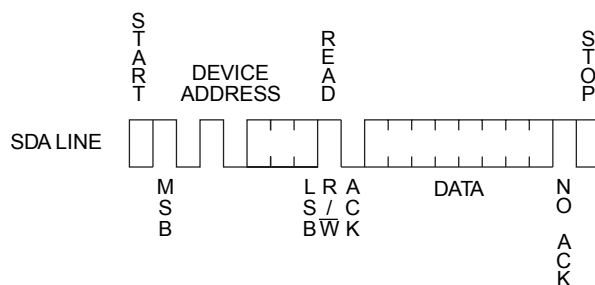 START
DEVICE
ADDRESS
READ
STOP
SDA LINE
MSB
LSB
R/W̅
ACK
DATA
NO ACK